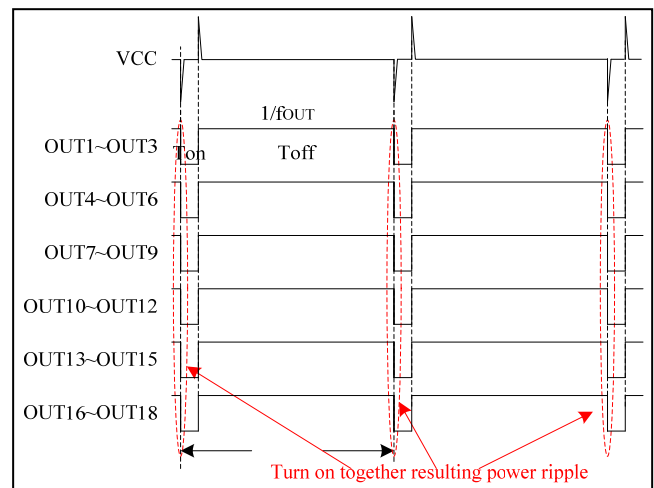 VCC
1/fOUT
OUT1~OUT3
Ton
Toff
OUT4~OUT6
OUT7~OUT9
OUT10~OUT12
OUT13~OUT15
OUT16~OUT18
Turn on together resulting power ripple